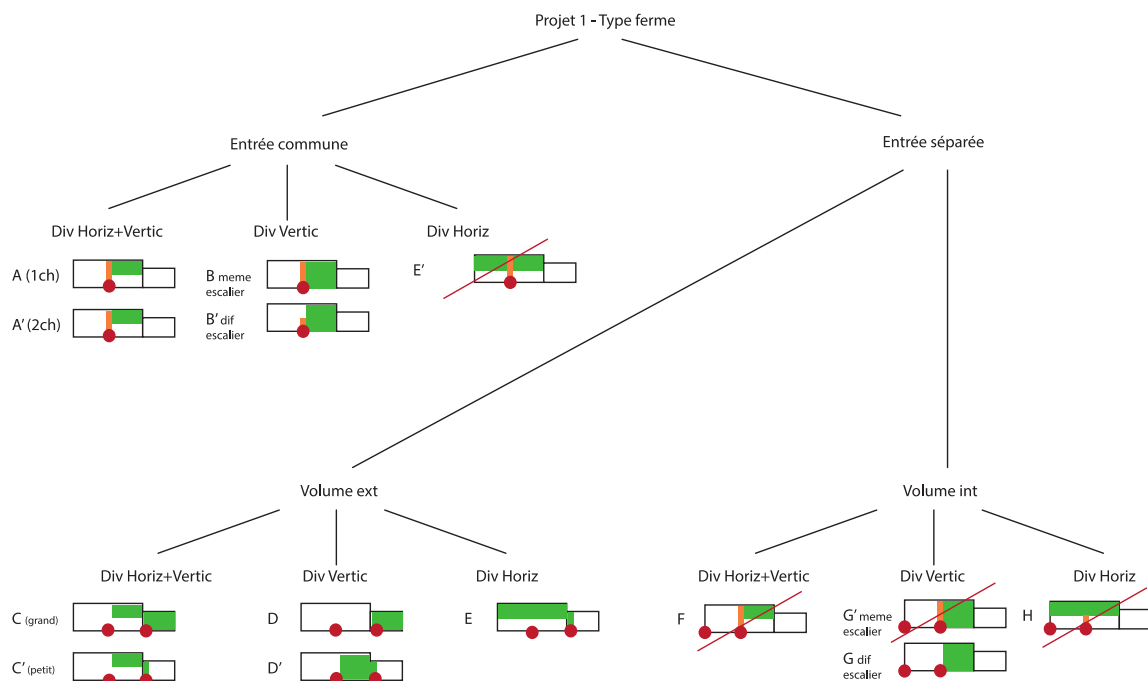 Projet 1 - Type ferme
Entrée commune
Entrée séparée
Div Horiz+Vertic
Div Vertic
Div Horiz
A (1ch)
B meme
escalier
E'
A' (2ch)
B' dif
escalier
Volume ext
Volume int
Div Horiz+Vertic
Div Vertic
Div Horiz
Div Horiz+Vertic
Div Vertic
Div Horiz
C (grand)
D
E
F
G' meme
escalier
H
C' (petit)
D'
G dif
escalier